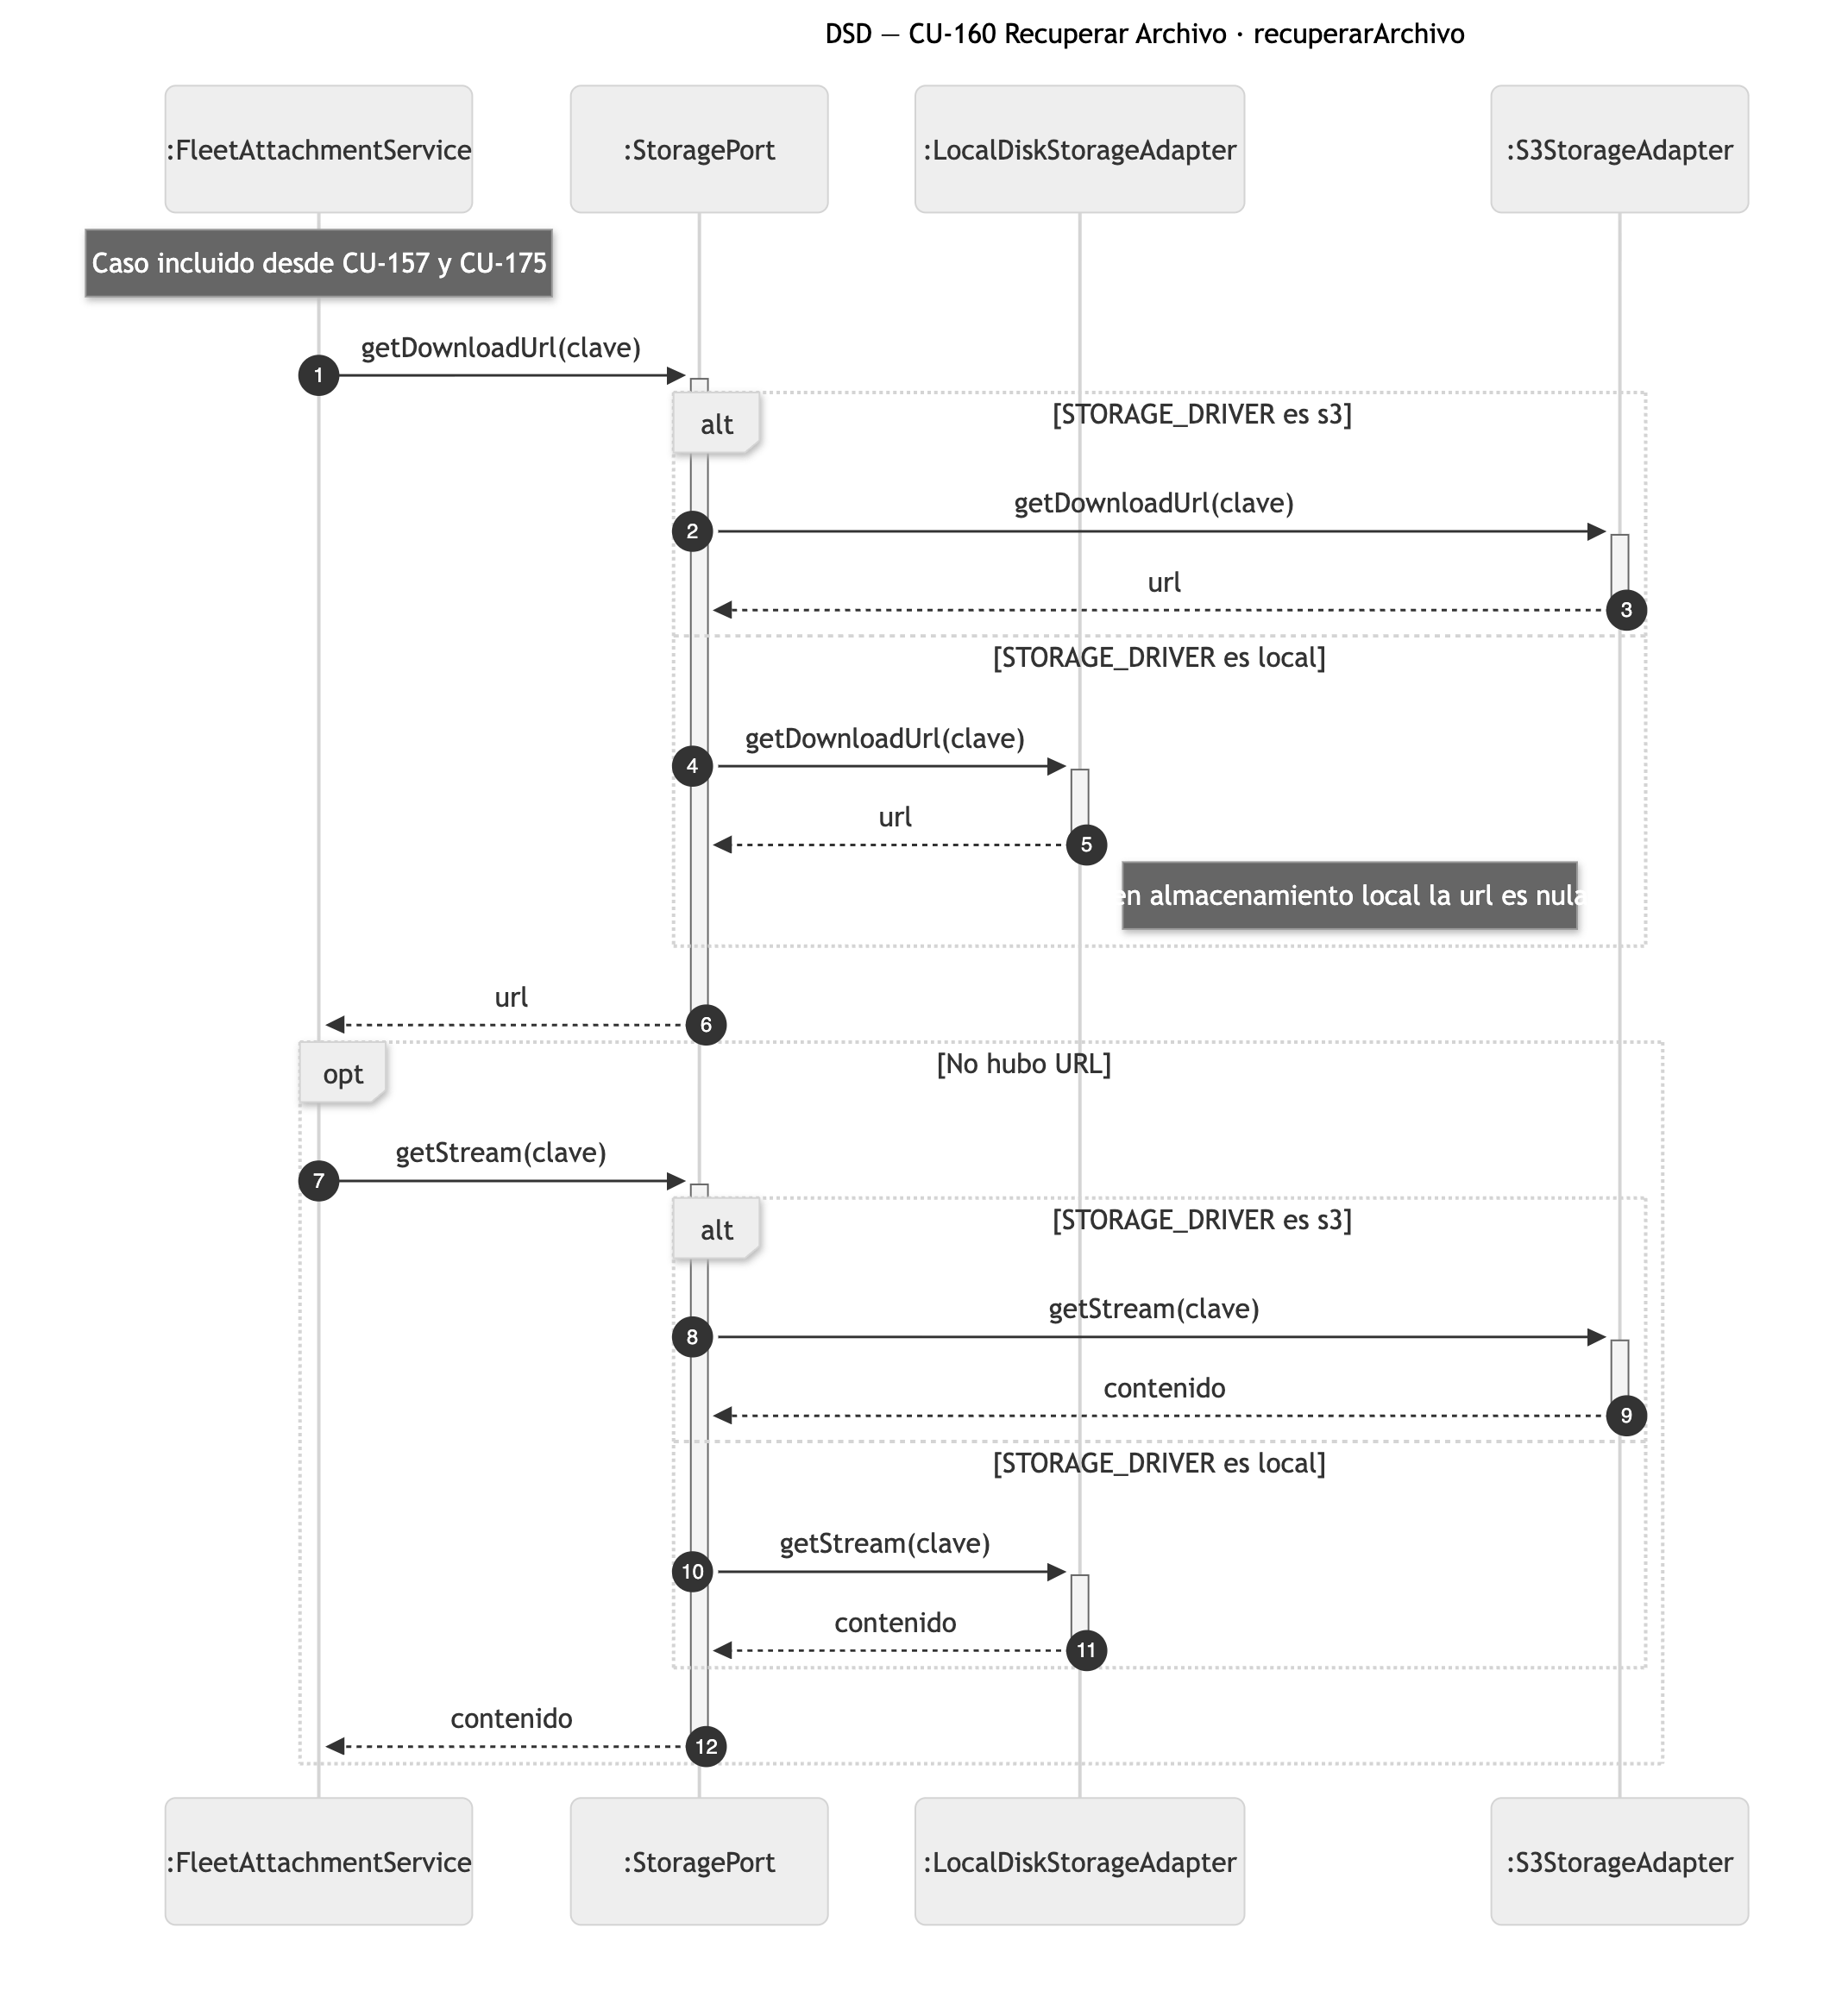 DSD — CU-160 Recuperar Archivo · recuperarArchivo
:FleetAttachmentService
:StoragePort
:LocalDiskStorageAdapter
:S3StorageAdapter
Caso incluido desde CU-157 y CU-175
getDownloadUrl(clave)
1
alt
[STORAGE_DRIVER es s3]
getDownloadUrl(clave)
2
url
3
[STORAGE_DRIVER es local]
getDownloadUrl(clave)
4
url
5
en almacenamiento local la url es nula
url
6
opt
[No hubo URL]
getStream(clave)
7
alt
[STORAGE_DRIVER es s3]
getStream(clave)
8
contenido
9
[STORAGE_DRIVER es local]
getStream(clave)
10
contenido
11
contenido
12
:FleetAttachmentService
:StoragePort
:LocalDiskStorageAdapter
:S3StorageAdapter